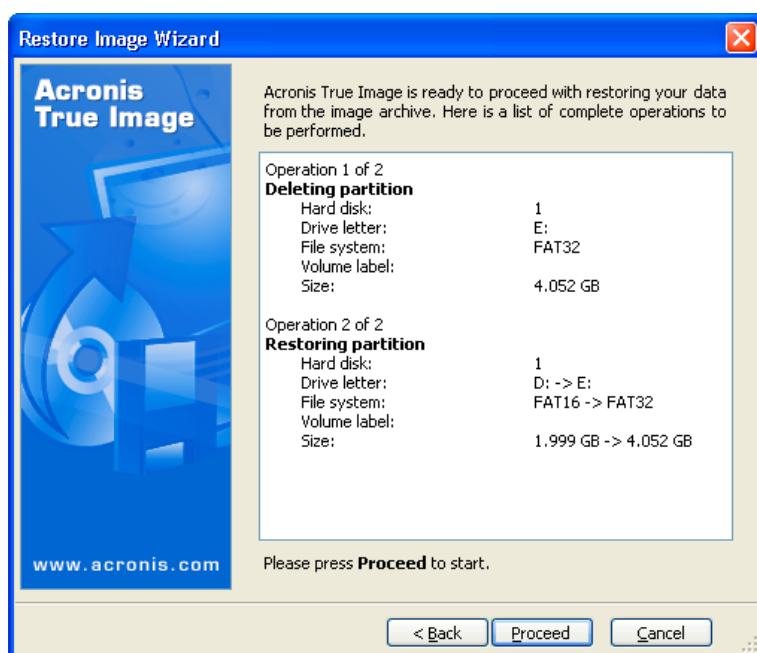 Restore Image Wizard
Acronis
True Image
www.acronis.com
Acronis True Image is ready to proceed with restoring your data
from the image archive. Here is a list of complete operations to
be performed.
Operation 1 of 2
Deleting partition
Hard disk: 1
Drive letter: E:
File system: FAT32
Volume label:
Size: 4.052 GB
Operation 2 of 2
Restoring partition
Hard disk: 1
Drive letter: D: -> E:
File system: FAT16 -> FAT32
Volume label:
Size: 1.999 GB -> 4.052 GB
Please press Proceed to start.
< Back Proceed Cancel